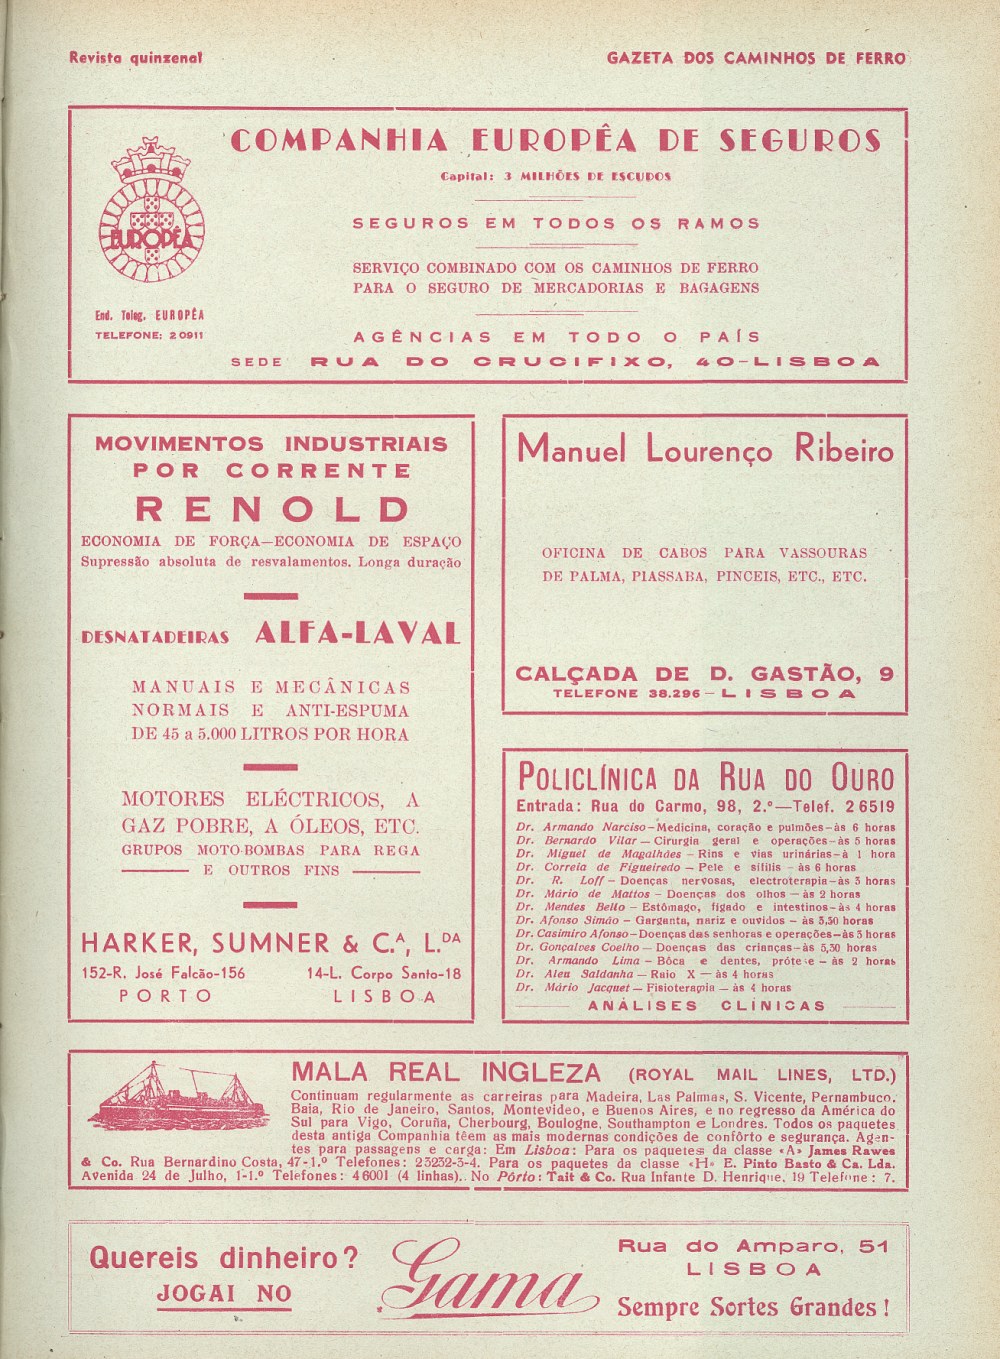 Revista quinzenal
GAZETA DOS CAMINHOS DE FERRO
COMPANHIA EUROPÊA DE SEGUROS
Capital: 3 MILHÕES DE ESCUDOS
SEGUROS EM TODOS OS RAMOS
SERVIÇO COMBINADO COM OS CAMINHOS DE FERRO
PARA O SEGURO DE MERCADORIAS E BAGAGENS
EUROPÊA
End. Teleg. EUROPÊA
TELEFONE: 20911
AGÊNCIAS EM TODO O PAÍS
SEDE RUA DO CRUCIFIXO, 40-LISBOA
MOVIMENTOS INDUSTRIAIS
POR CORRENTE
RENOLD
ECONOMIA DE FORÇA—ECONOMIA DE ESPAÇO
Supressão absoluta de resvalamentos. Longa duração
DESNATADEIRAS ALFA-LAVAL
MANUAIS E MECÂNICAS
NORMAIS E ANTI-ESPUMA
DE 45 a 5.000 LITROS POR HORA
MOTORES ELÉCTRICOS, A
GAZ POBRE, A ÓLEOS, ETC.
GRUPOS MOTO-BOMBAS PARA REGA
E OUTROS FINS
HARKER, SUMNER & C.ᴬ, L.ᴰᴬ
152-R. José Falcão-156 14-L. Corpo Santo-18
PORTO LISBOA
Manuel Lourenço Ribeiro
OFICINA DE CABOS PARA VASSOURAS
DE PALMA, PIASSABA, PINCEIS, ETC., ETC.
CALÇADA DE D. GASTÃO, 9
TELEFONE 38.296 — LISBOA
POLICLÍNICA DA RUA DO OURO
Entrada: Rua do Carmo, 98, 2.º—Telef. 26519
Dr. Armando Narciso—Medicina, coração e pulmões—às 6 horas
Dr. Bernardo Vilar—Cirurgia geral e operações—às 5 horas
Dr. Miguel de Magalhães—Rins e vias urinárias—à 1 hora
Dr. Correia de Figueiredo—Pele e sífilis—às 6 horas
Dr. R. Loff—Doenças nervosas, electroterapia—às 3 horas
Dr. Mário de Mattos—Doenças dos olhos—às 2 horas
Dr. Mendes Bello—Estômago, fígado e intestinos—às 4 horas
Dr. Afonso Simão—Garganta, nariz e ouvidos—às 3,30 horas
Dr. Casimiro Afonso—Doenças das senhoras e operações—às 3 horas
Dr. Gonçalves Coelho—Doenças das crianças—às 5,30 horas
Dr. Armando Lima—Bôca e dentes, prótese—às 2 horas
Dr. Aleu Saldanha—Raio X—às 4 horas
Dr. Mário Jacquet—Fisioterapia—às 4 horas
ANÁLISES CLÍNICAS
MALA REAL INGLEZA (ROYAL MAIL LINES, LTD.)
Continuam regularmente as carreiras para Madeira, Las Palmas, S. Vicente, Pernambuco,
Baia, Rio de Janeiro, Santos, Montevideo, e Buenos Aires, e no regresso da América do
Sul para Vigo, Coruña, Cherbourg, Boulogne, Southampton e Londres. Todos os paquetes
desta antiga Companhia têem as mais modernas condições de confôrto e segurança. Agen-
tes para passagens e carga: Em Lisboa: Para os paquetes da classe «A» James Rawes
& Co. Rua Bernardino Costa, 47-1.º Telefones: 23232-3-4. Para os paquetes da classe «H» E. Pinto Basto & Ca. Lda.
Avenida 24 de Julho, 1-1.º Telefones: 46001 (4 linhas).. No Pôrto: Tait & Co. Rua Infante D. Henrique, 19 Telefone: 7.
Quereis dinheiro?
JOGAI NO
Gama
Rua do Amparo, 51
LISBOA
Sempre Sortes Grandes!